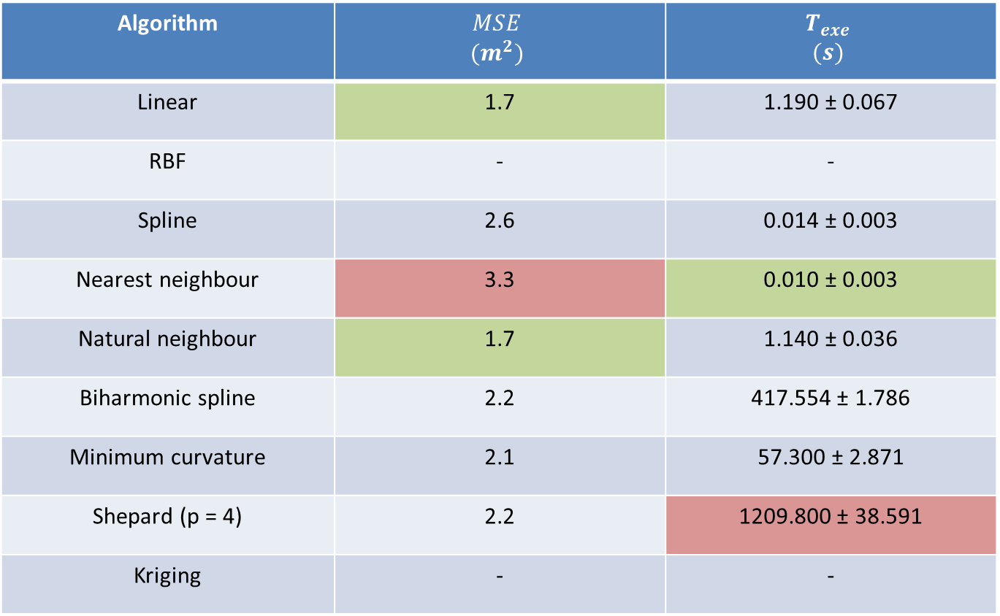 Algorithm MSE T_exe
(m²) (s)
Linear 1.7 1.190 ± 0.067
RBF - -
Spline 2.6 0.014 ± 0.003
Nearest neighbour 3.3 0.010 ± 0.003
Natural neighbour 1.7 1.140 ± 0.036
Biharmonic spline 2.2 417.554 ± 1.786
Minimum curvature 2.1 57.300 ± 2.871
Shepard (p = 4) 2.2 1209.800 ± 38.591
Kriging - -